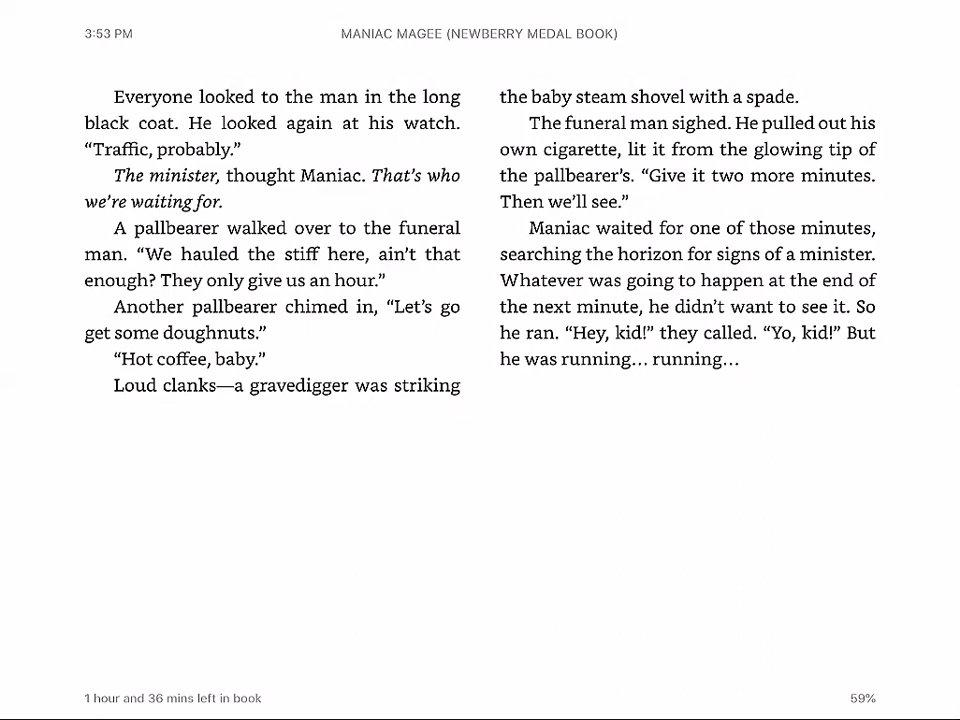 3:53 PM
MANIAC MAGEE (NEWBERRY MEDAL BOOK)
Everyone looked to the man in the long
black coat. He looked again at his watch.
“Traffic, probably.”
The minister, thought Maniac. That’s who
we’re waiting for.
A pallbearer walked over to the funeral
man. “We hauled the stiff here, ain’t that
enough? They only give us an hour.”
Another pallbearer chimed in, “Let’s go
get some doughnuts.”
“Hot coffee, baby.”
Loud clanks—a gravedigger was striking
the baby steam shovel with a spade.
The funeral man sighed. He pulled out his
own cigarette, lit it from the glowing tip of
the pallbearer’s. “Give it two more minutes.
Then we’ll see.”
Maniac waited for one of those minutes,
searching the horizon for signs of a minister.
Whatever was going to happen at the end of
the next minute, he didn’t want to see it. So
he ran. “Hey, kid!” they called. “Yo, kid!” But
he was running… running…
1 hour and 36 mins left in book
59%